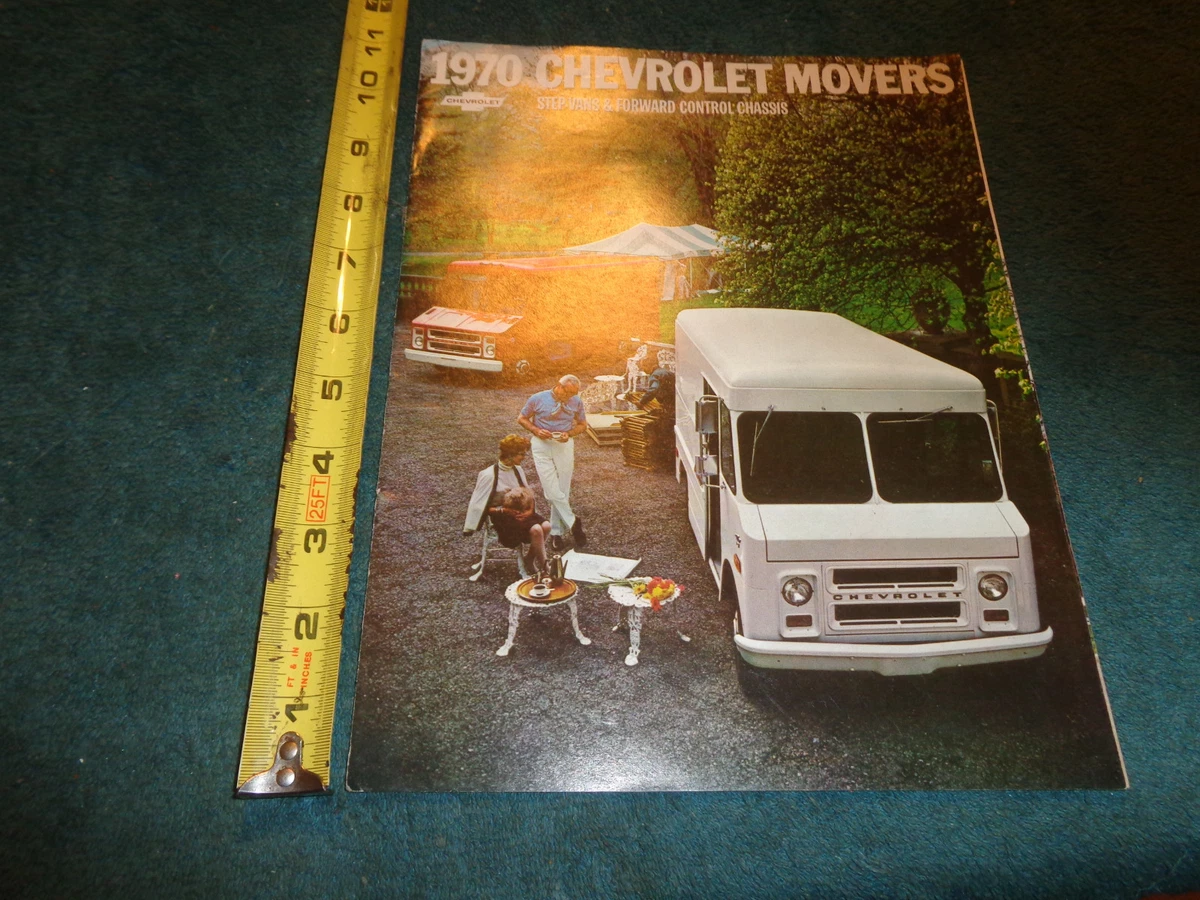 1970 CHEVROLET MOVERS
CHEVROLET
STEP-VANS & FORWARD CONTROL CHASSIS
CHEVROLET
11
10
9
8
7
6
5
4
25FT
3
2
FT & IN
INCHES
1